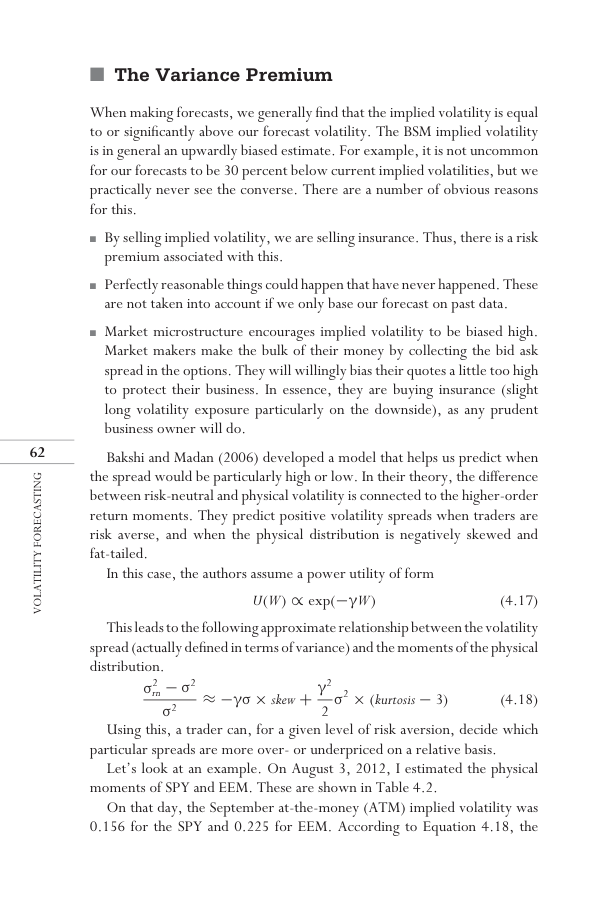 The Variance Premium
When making forecasts, we generally find that the implied volatility is equal
to or significantly above our forecast volatility. The BSM implied volatility
is in general an upwardly biased estimate. For example, it is not uncommon
for our forecasts to be 30 percent below current implied volatilities, but we
practically never see the converse. There are a number of obvious reasons
for this.
■ By selling implied volatility, we are selling insurance. Thus, there is a risk
premium associated with this.
■ Perfectly reasonable things could happen that have never happened. These
are not taken into account if we only base our forecast on past data.
■ Market microstructure encourages implied volatility to be biased high.
Market makers make the bulk of their money by collecting the bid ask
spread in the options. They will willingly bias their quotes a little too high
to protect their business. In essence, they are buying insurance (slight
long volatility exposure particularly on the downside), as any prudent
business owner will do.
62
VOLATILITY FORECASTING
Bakshi and Madan (2006) developed a model that helps us predict when
the spread would be particularly high or low. In their theory, the difference
between risk-neutral and physical volatility is connected to the higher-order
return moments. They predict positive volatility spreads when traders are
risk averse, and when the physical distribution is negatively skewed and
fat-tailed.
In this case, the authors assume a power utility of form
U(W) ∝ exp(−γW) (4.17)
This leads to the following approximate relationship between the volatility
spread (actually defined in terms of variance) and the moments of the physical
distribution.
(σ²rn − σ²) / σ² ≈ −γσ × skew + γ²/2 σ² × (kurtosis − 3) (4.18)
Using this, a trader can, for a given level of risk aversion, decide which
particular spreads are more over- or underpriced on a relative basis.
Let's look at an example. On August 3, 2012, I estimated the physical
moments of SPY and EEM. These are shown in Table 4.2.
On that day, the September at-the-money (ATM) implied volatility was
0.156 for the SPY and 0.225 for EEM. According to Equation 4.18, the